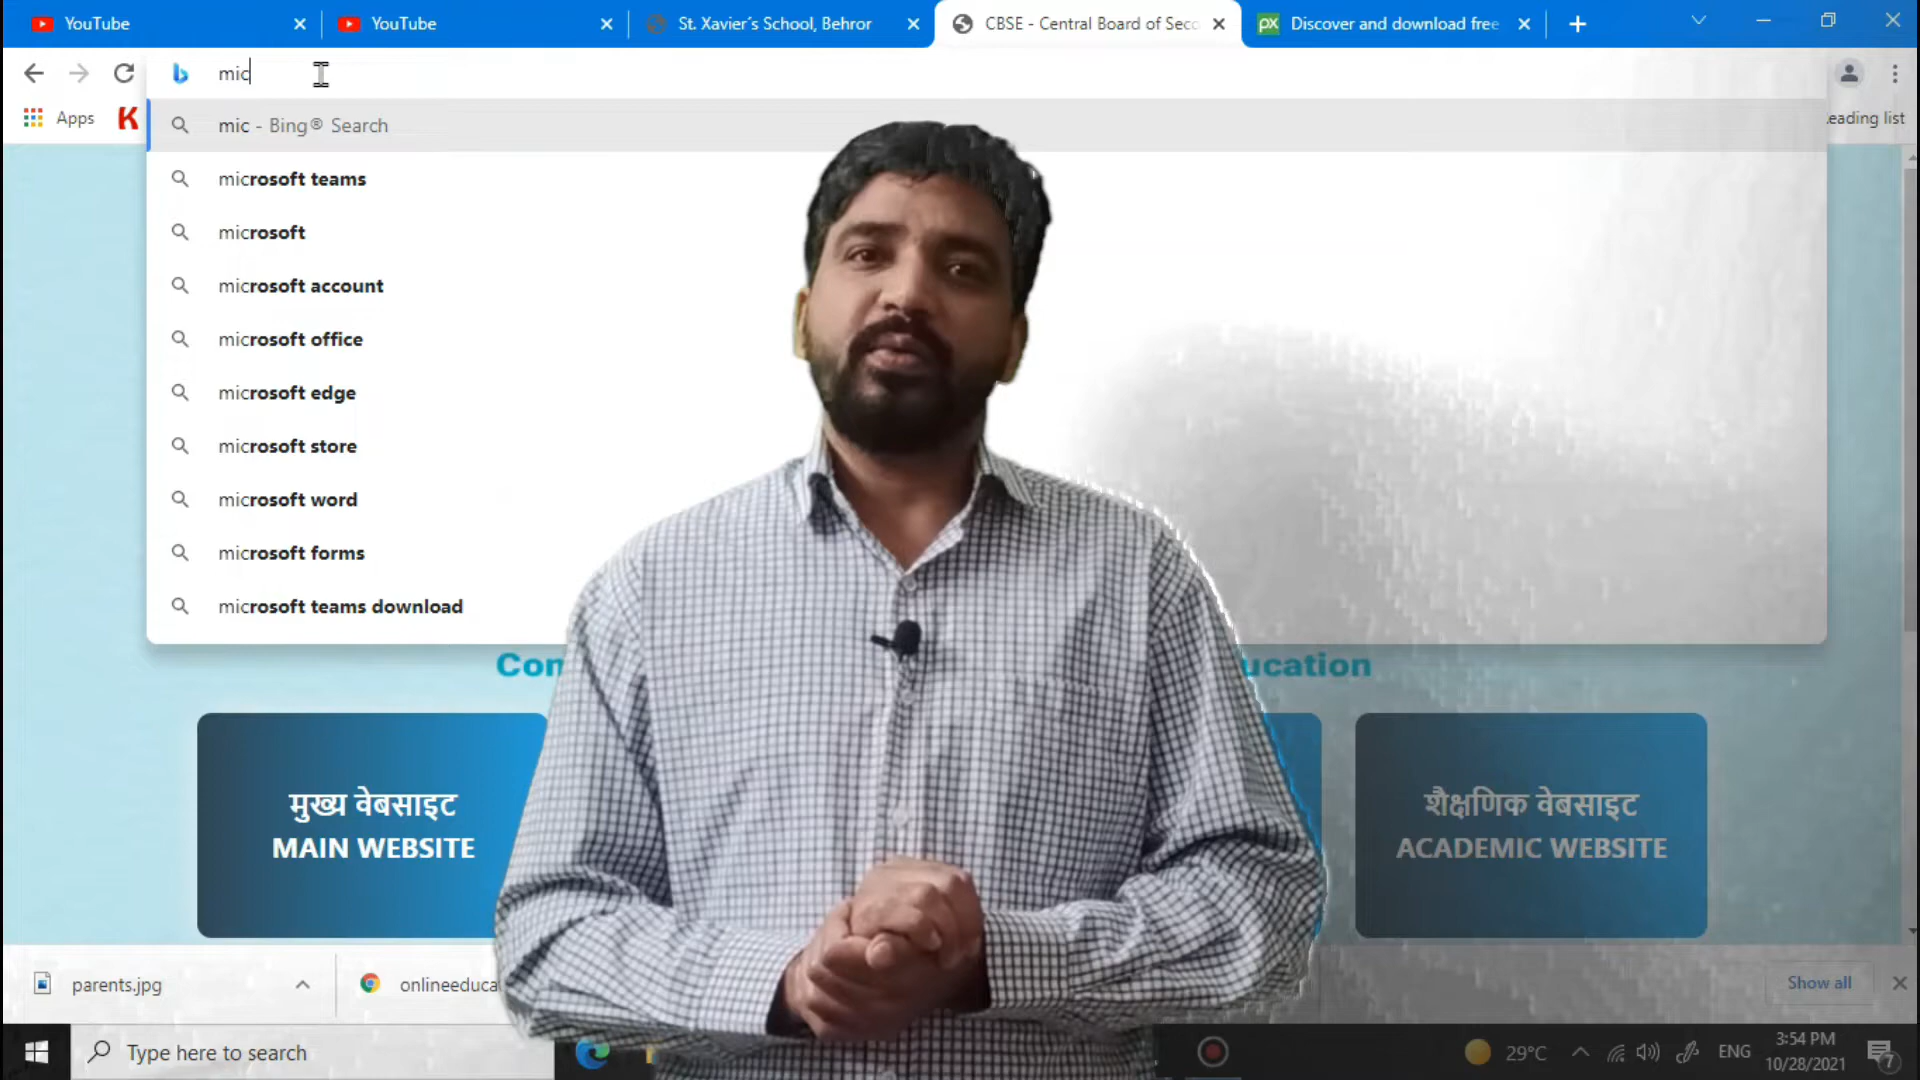 YouTube
YouTube
St. Xavier's School, Behror
CBSE - Central Board of Secc
Discover and download free
mic
Apps
K
eading list
mic - Bing® Search
microsoft teams
microsoft
microsoft account
microsoft office
microsoft edge
microsoft store
microsoft word
microsoft forms
microsoft teams download
Con
ucation
मुख्य वेबसाइट
MAIN WEBSITE
शैक्षणिक वेबसाइट
ACADEMIC WEBSITE
parents.jpg
onlineeduca
Show all
Type here to search
29°C
ENG
3:54 PM
10/28/2021
7